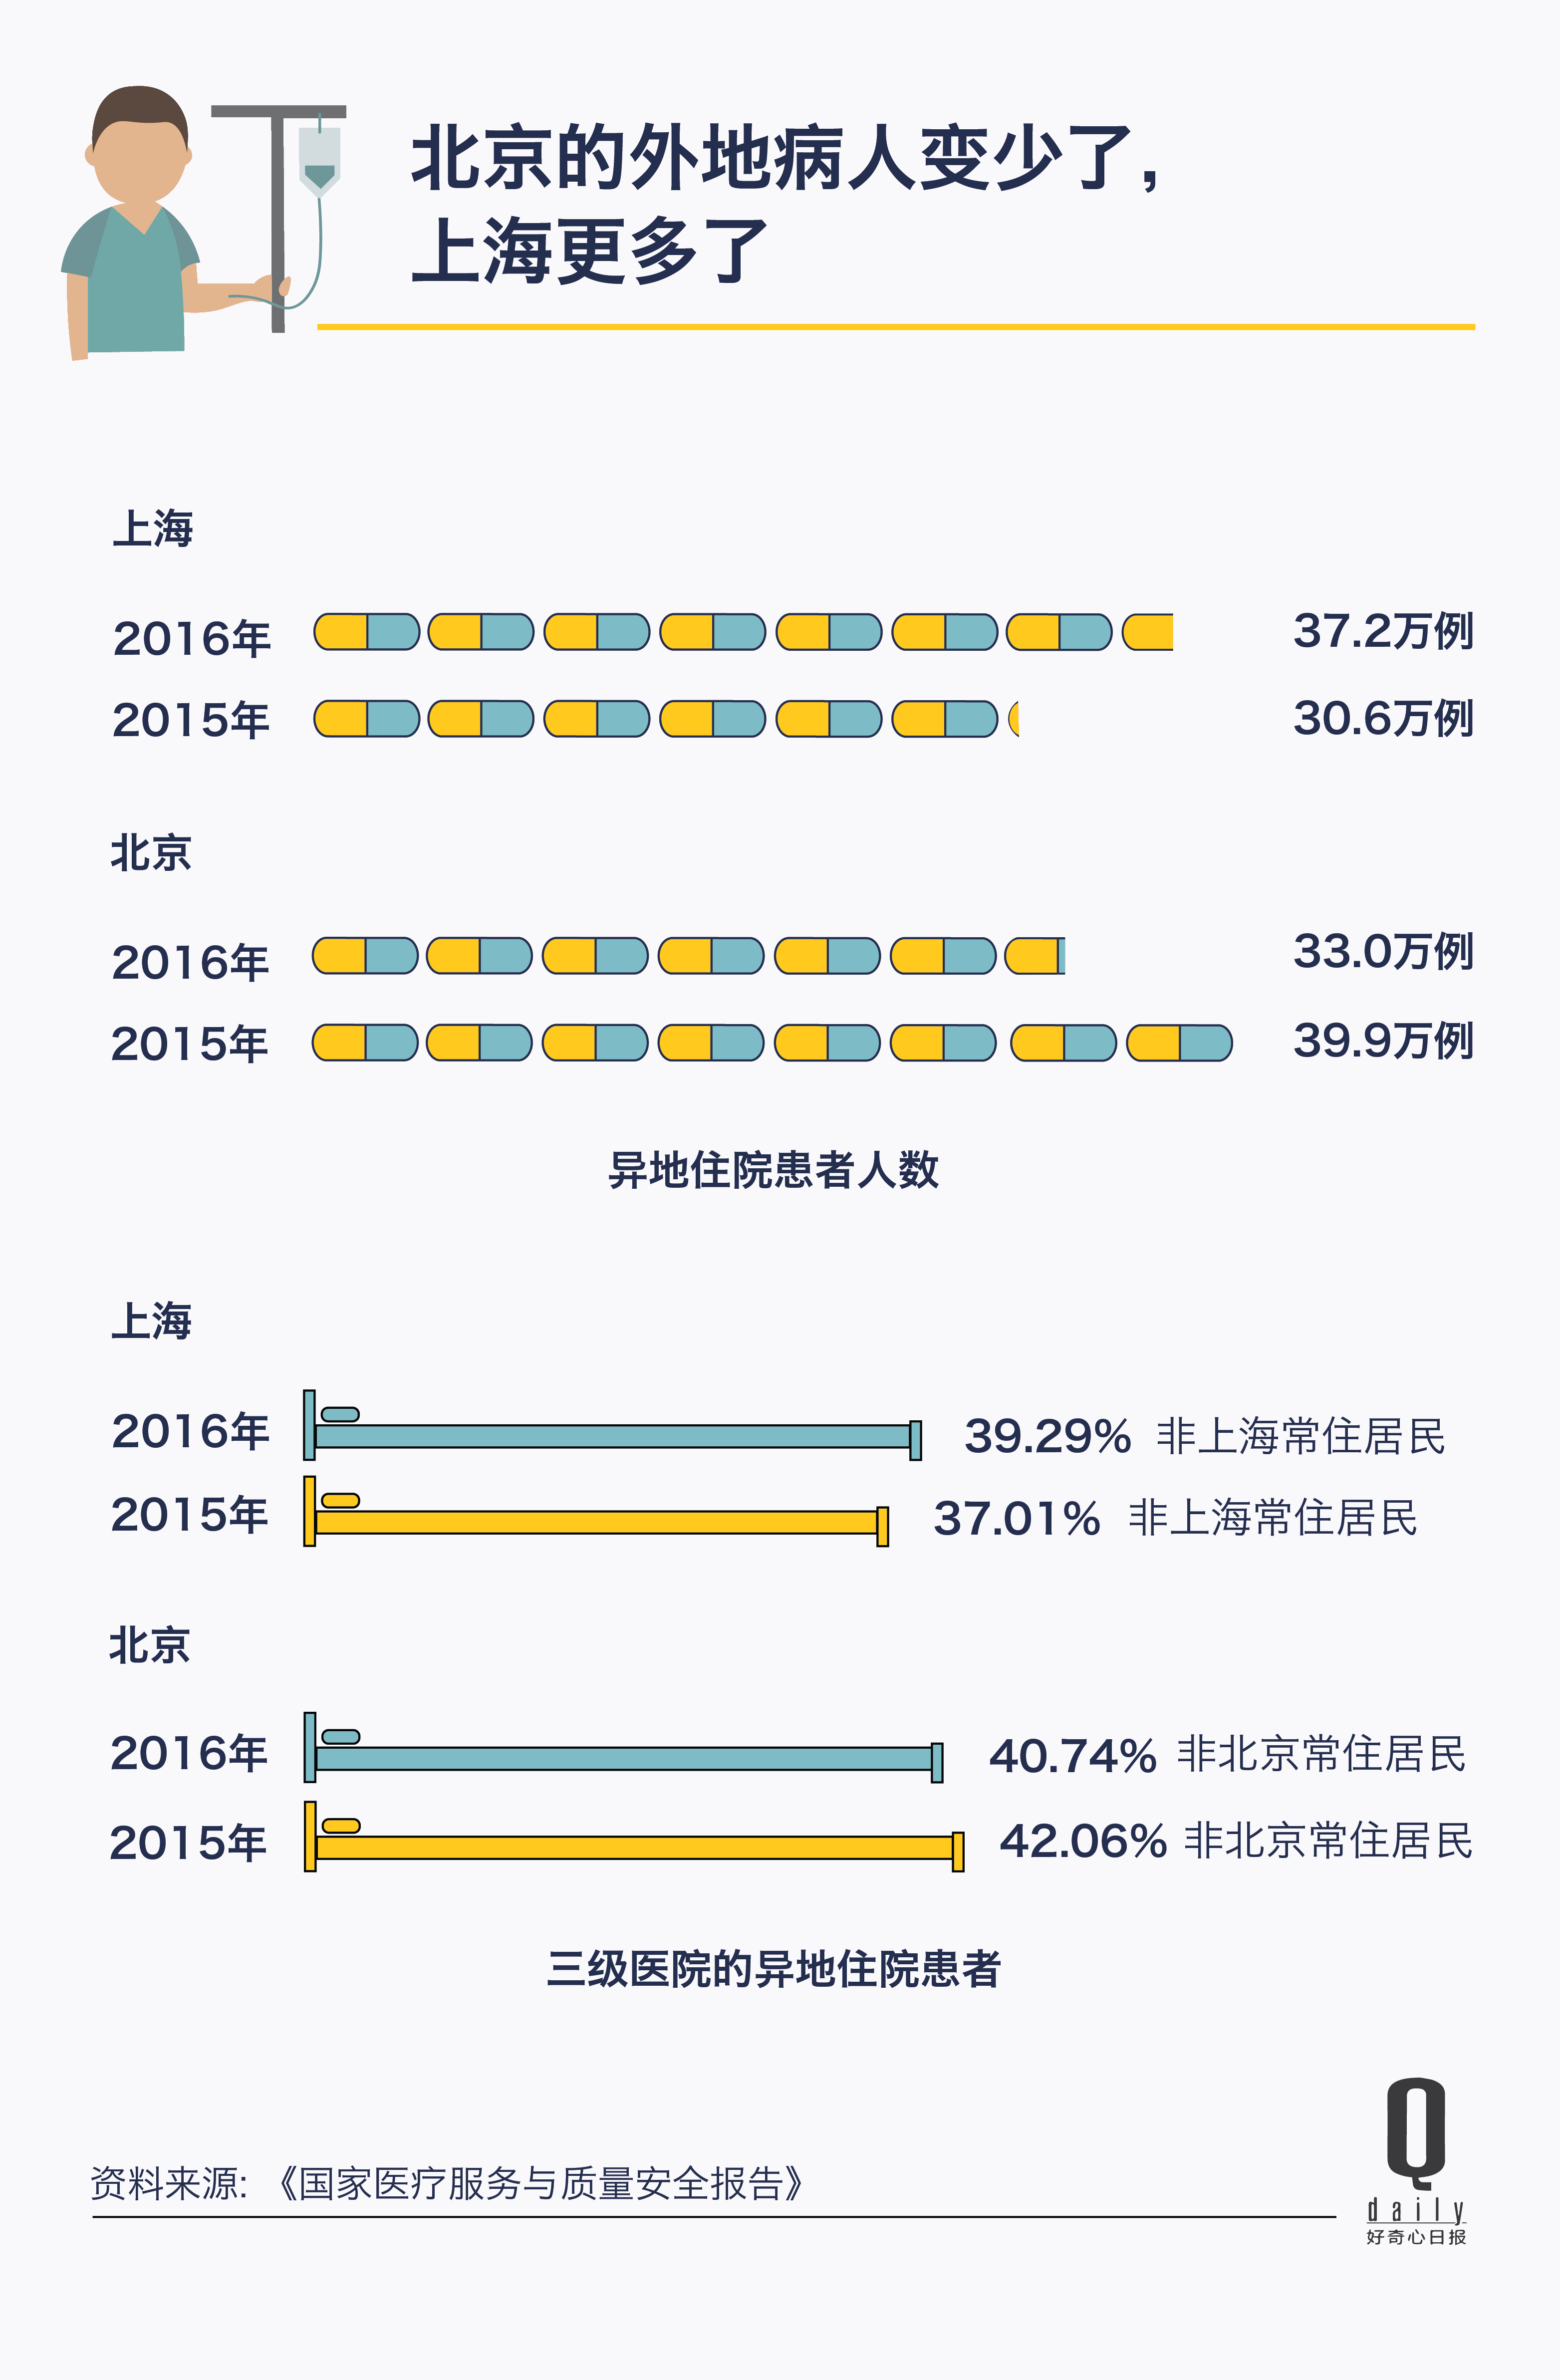 北京的外地病人变少了，
上海更多了
上海
2016年 37.2万例
2015年 30.6万例
北京
2016年 33.0万例
2015年 39.9万例
异地住院患者人数
上海
2016年 39.29% 非上海常住居民
2015年 37.01% 非上海常住居民
北京
2016年 40.74% 非北京常住居民
2015年 42.06% 非北京常住居民
三级医院的异地住院患者
资料来源: 《国家医疗服务与质量安全报告》
Q
daily
好奇心日报